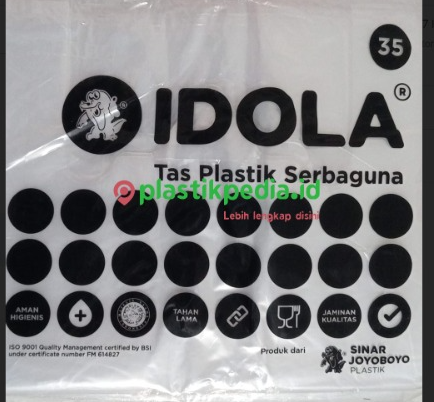 35
IDOLA®
Tas Plastik Serbaguna
plastikpedia.id
Lebih lengkap disini
AMAN HIGIENIS
TAHAN LAMA
JAMINAN KUALITAS
ISO 9001 Quality Management certified by BSI
under certificate number FM 614827
Produk dari
SINAR
JOYOBOYO
PLASTIK